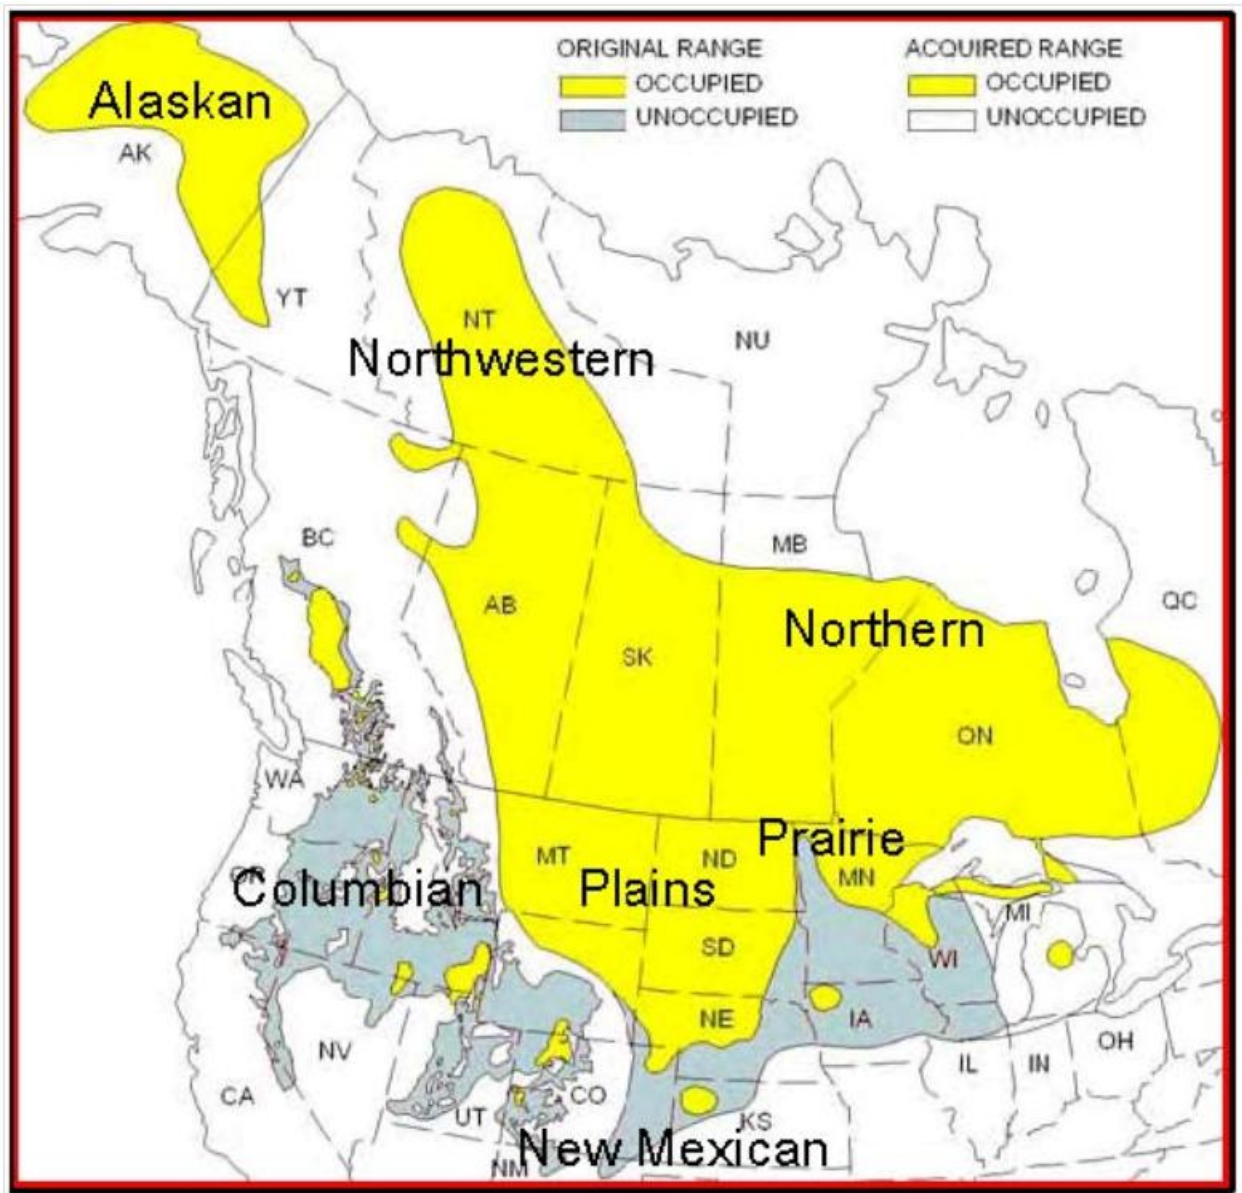 ORIGINAL RANGE
OCCUPIED
UNOCCUPIED
ACQUIRED RANGE
OCCUPIED
UNOCCUPIED
Alaskan
AK
YT
NT
Northwestern
NU
BC
MB
AB
SK
Northern
QC
ON
WA
MT
ND
Prairie
MN
Columbian
Plains
MI
SD
WI
NE
IA
NV
IL
IN
OH
CA
UT
CO
KS
NM
New Mexican